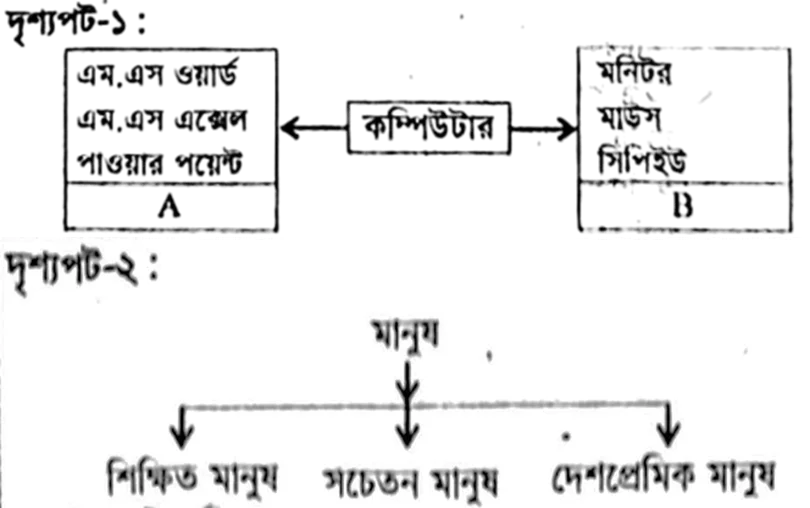 দৃশ্যপট-১ :
এম.এস ওয়ার্ড
এম.এস এক্সেল
পাওয়ার পয়েন্ট
A
কম্পিউটার
মনিটর
মাউস
সিপিইউ
B
দৃশ্যপট-২ :
মানুষ
শিক্ষিত মানুষ সচেতন মানুষ দেশপ্রেমিক মানুষ